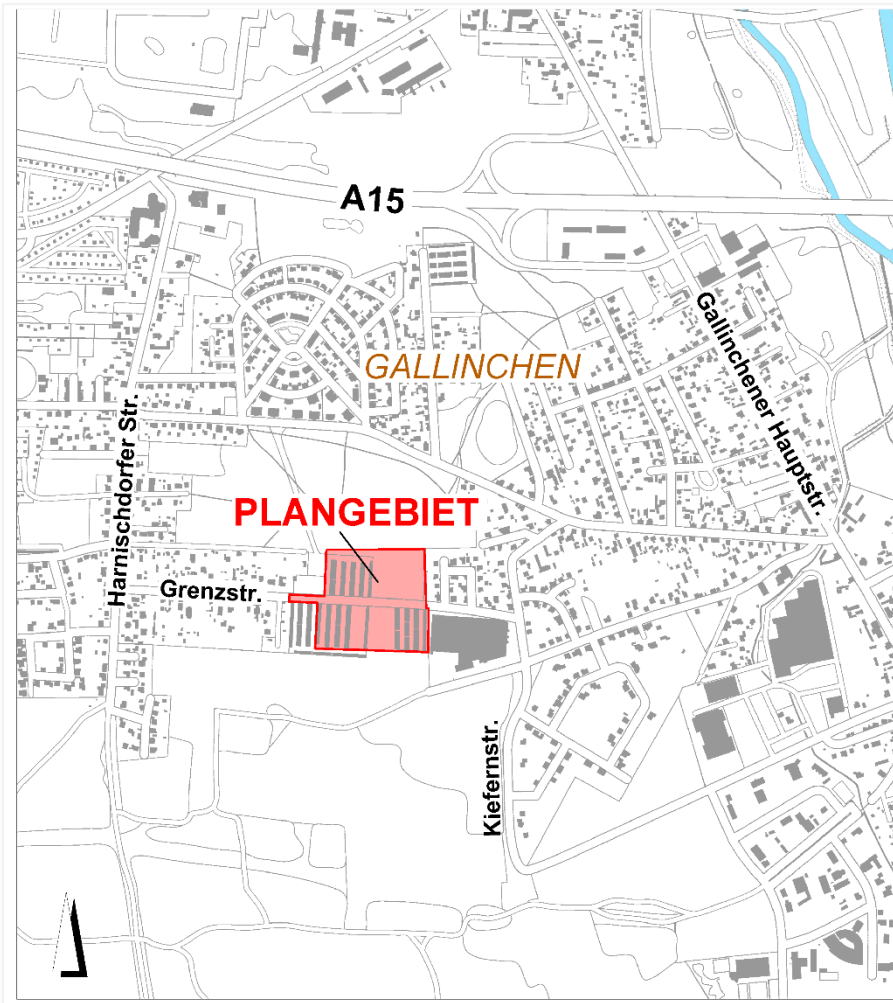 A15
Gallinchener Hauptstr.
GALLINCHEN
Harnischdorfer Str.
PLANGEBIET
Grenzstr.
Kiefernstr.